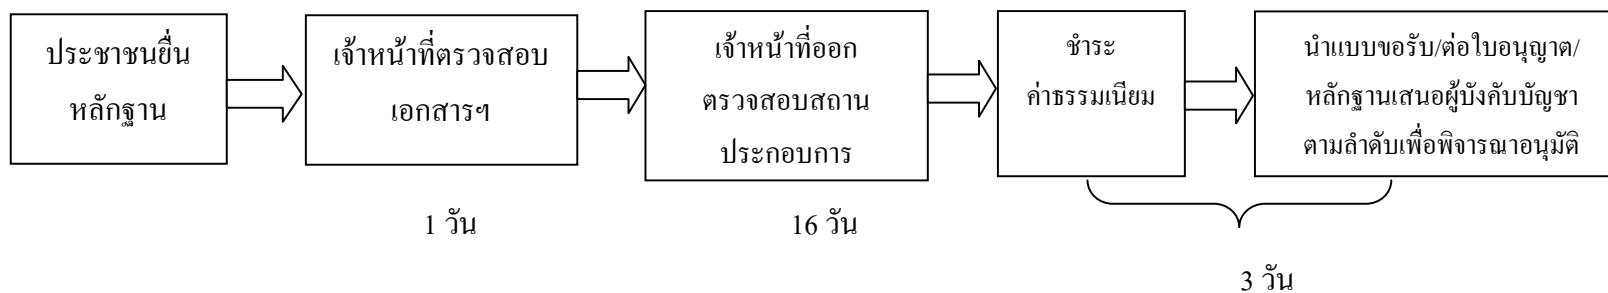 ประชาชนยื่น
หลักฐาน
เจ้าหน้าที่ตรวจสอบ
เอกสารฯ
เจ้าหน้าที่ออก
ตรวจสอบสถาน
ประกอบการ
ชำระ
ค่าธรรมเนียม
นำแบบขอรับ/ต่อใบอนุญาต/
หลักฐานเสนอผู้บังคับบัญชา
ตามลำดับเพื่อพิจารณาอนุมัติ
1 วัน
16 วัน
3 วัน